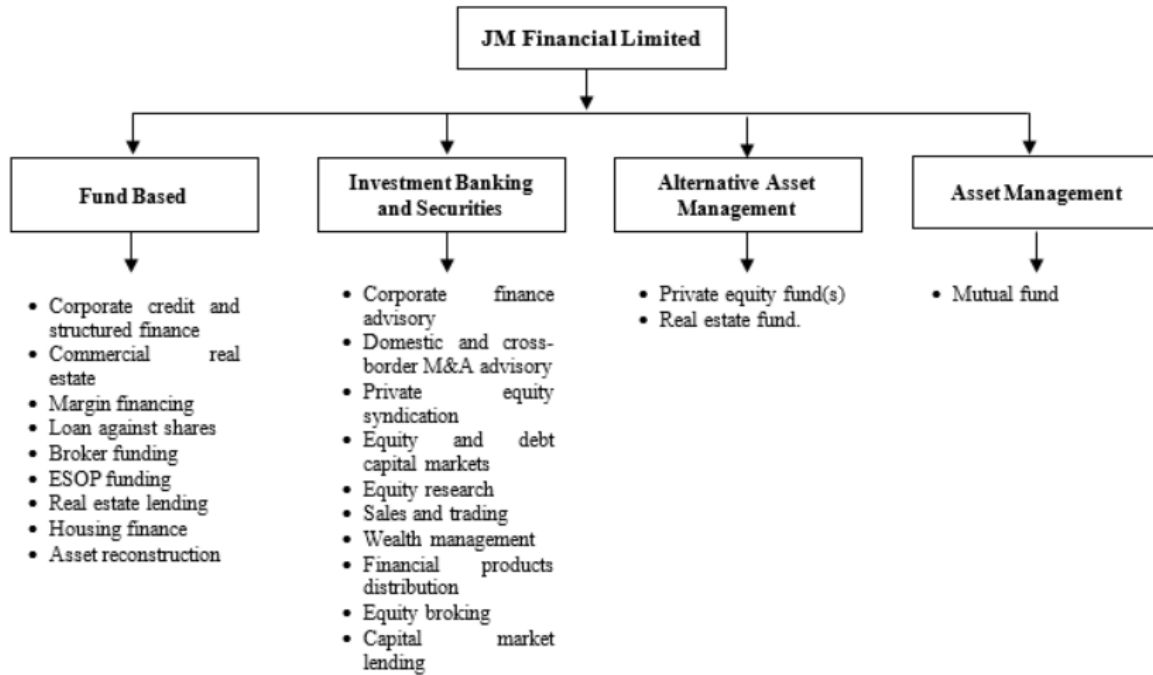 JM Financial Limited
Fund Based
Investment Banking
and Securities
Alternative Asset
Management
Asset Management
• Corporate credit and
structured finance
• Commercial real
estate
• Margin financing
• Loan against shares
• Broker funding
• ESOP funding
• Real estate lending
• Housing finance
• Asset reconstruction
• Corporate finance
advisory
• Domestic and cross-
border M&A advisory
• Private equity
syndication
• Equity and debt
capital markets
• Equity research
• Sales and trading
• Wealth management
• Financial products
distribution
• Equity broking
• Capital market
lending
• Private equity fund(s)
• Real estate fund.
• Mutual fund